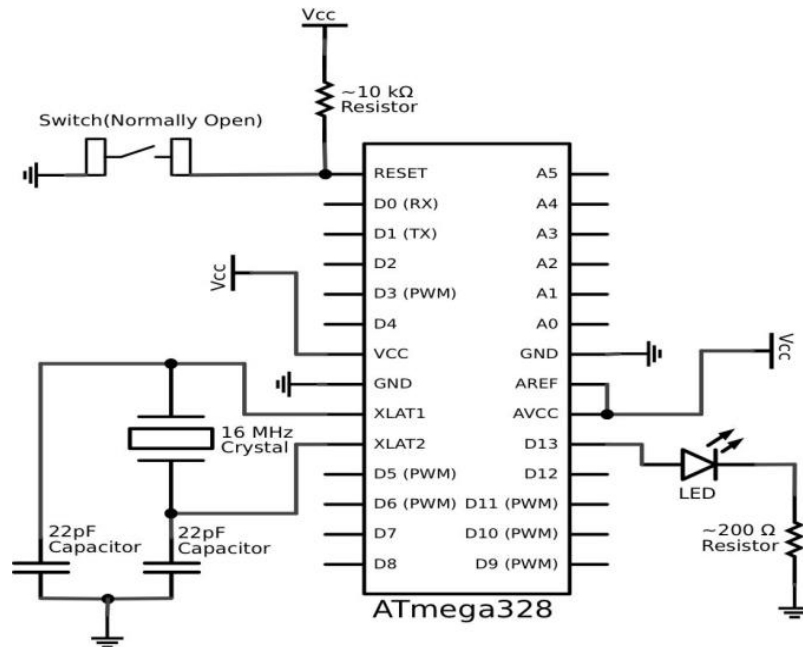 Vcc
~10 kΩ
Resistor
Switch(Normally Open)
RESET
D0 (RX)
D1 (TX)
D2
D3 (PWM)
D4
VCC
GND
XLAT1
XLAT2
D5 (PWM)
D6 (PWM)
D7
D8
A5
A4
A3
A2
A1
A0
GND
AREF
AVCC
D13
D12
D11 (PWM)
D10 (PWM)
D9 (PWM)
Vcc
Vcc
16 MHz
Crystal
22pF
Capacitor
22pF
Capacitor
LED
~200 Ω
Resistor
ATmega328